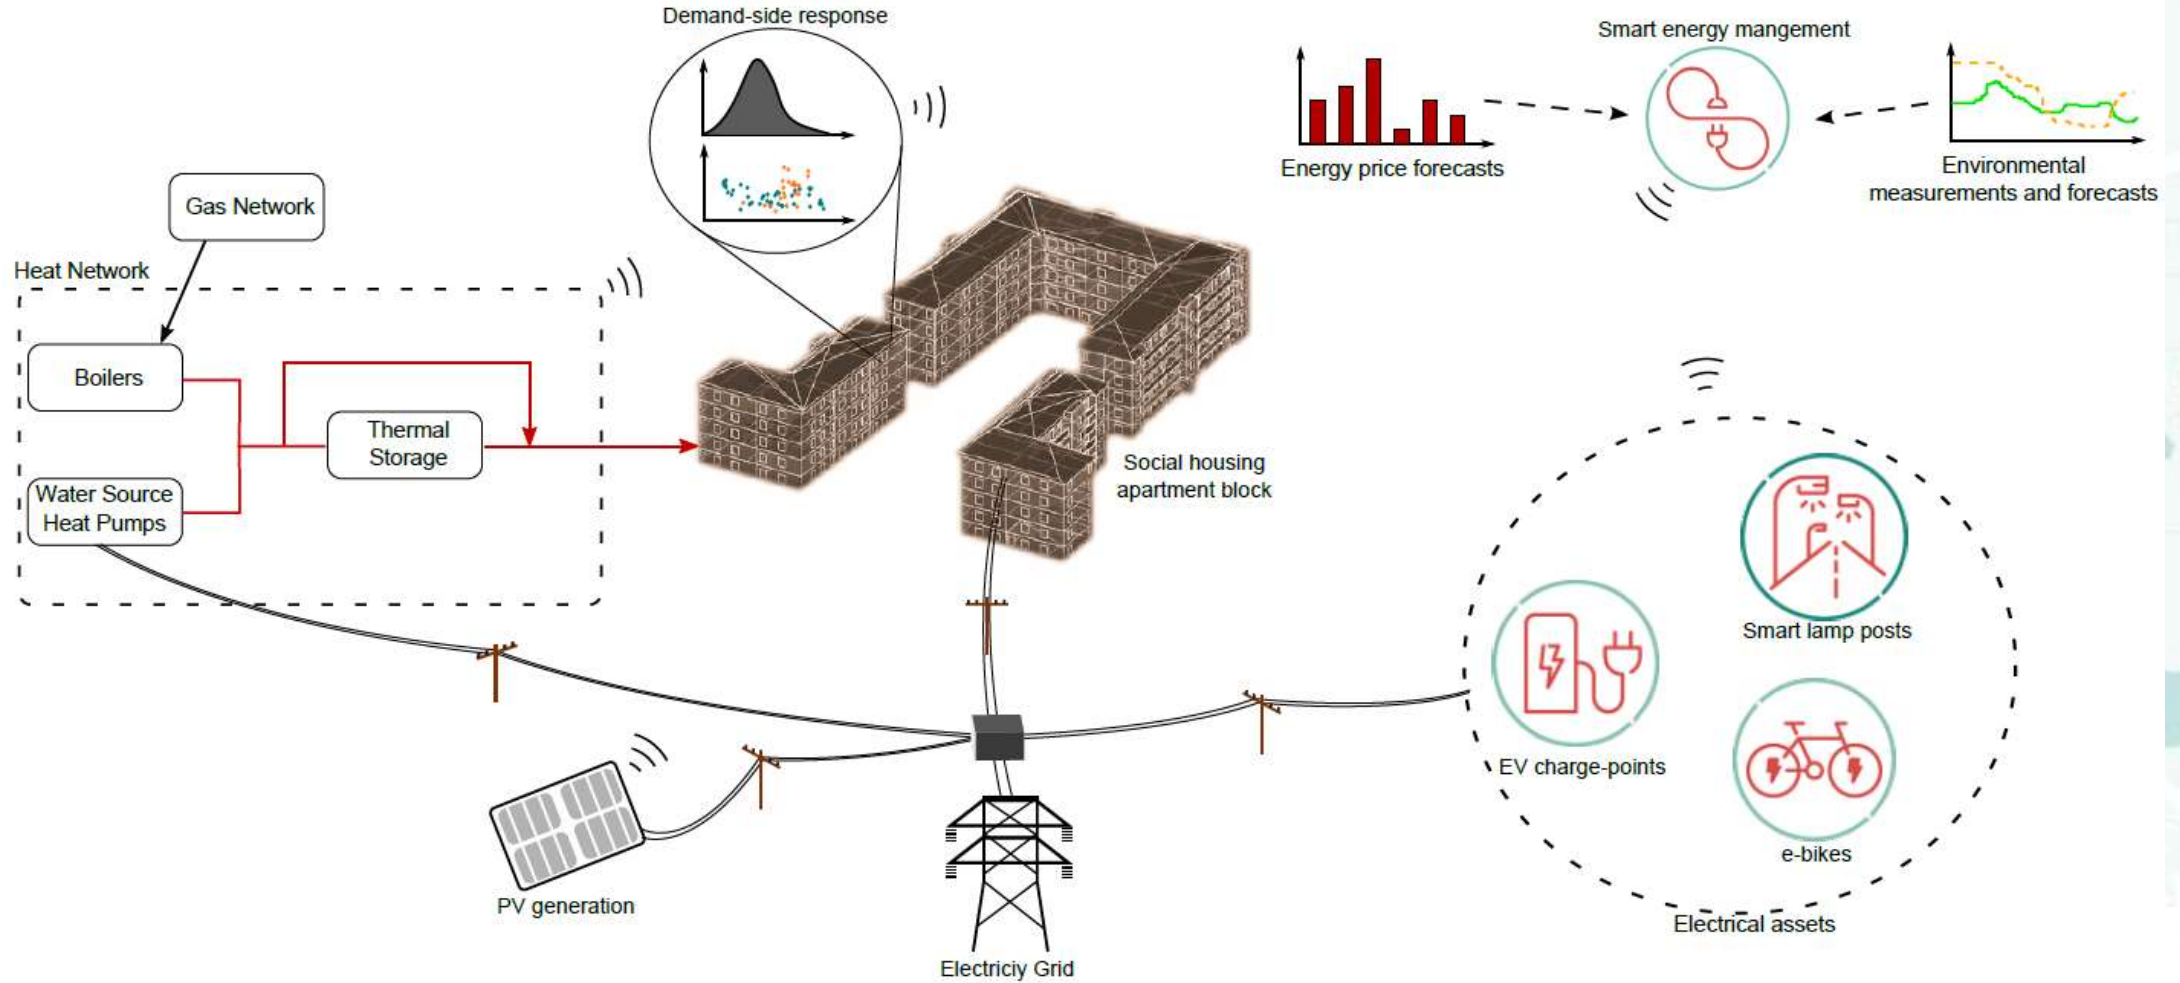 Demand-side response
Smart energy mangement
Energy price forecasts
Environmental
measurements and forecasts
Gas Network
Heat Network
Boilers
Thermal
Storage
Water Source
Heat Pumps
Social housing
apartment block
Smart lamp posts
EV charge-points
e-bikes
Electrical assets
PV generation
Electriciy Grid